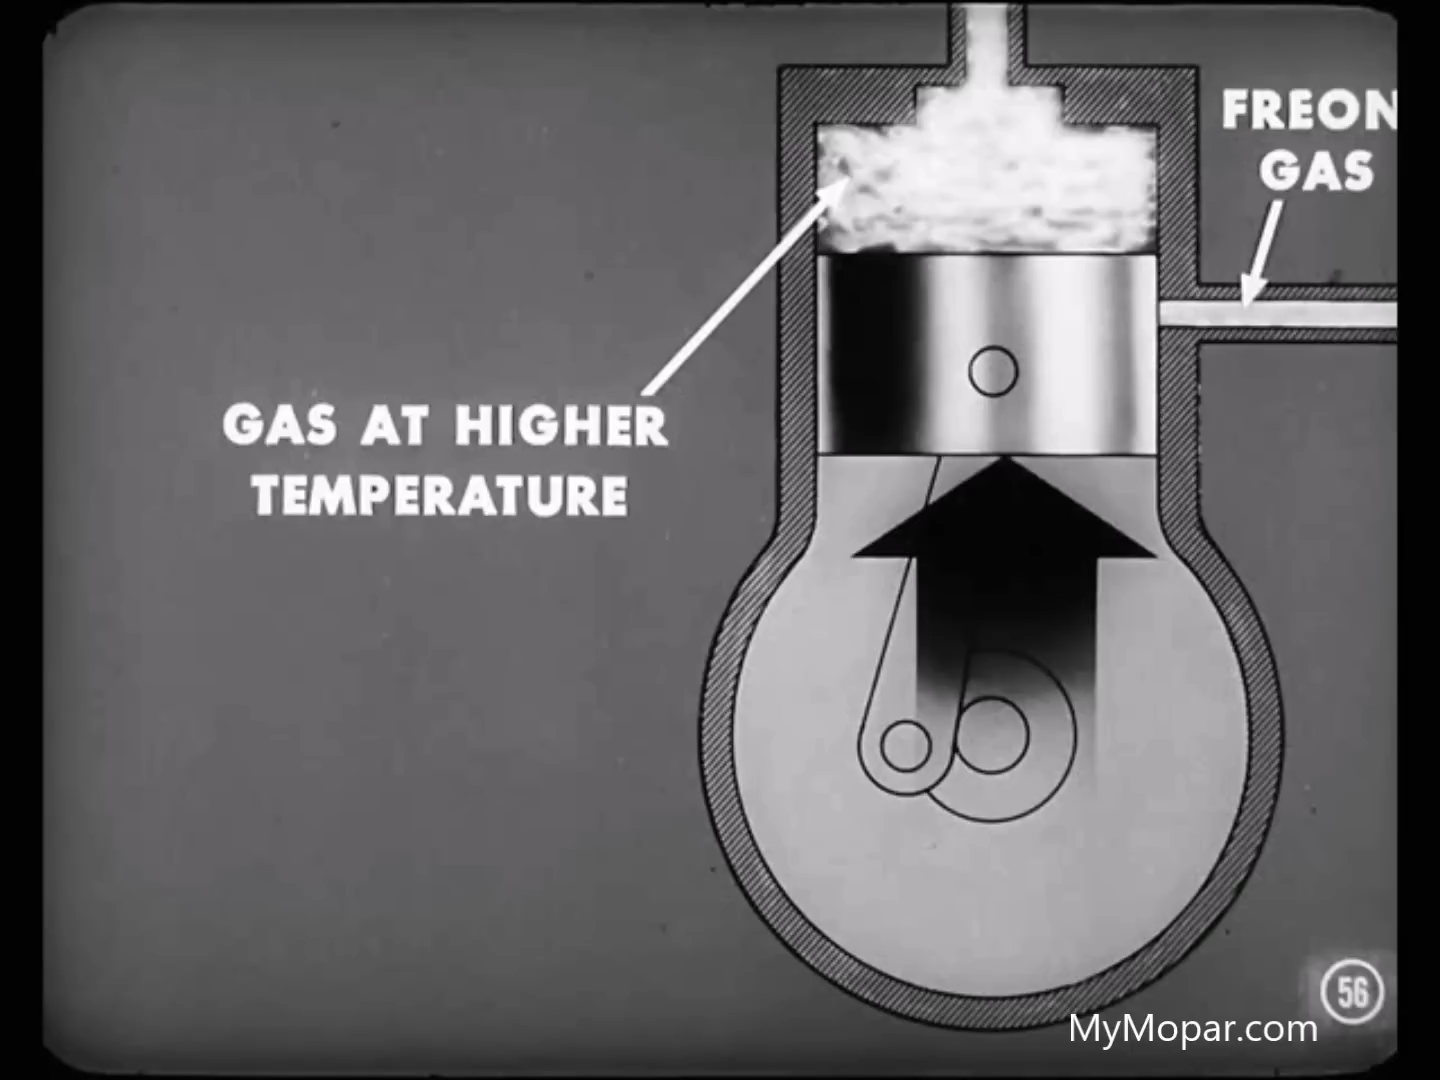 FREON
GAS
GAS AT HIGHER
TEMPERATURE
56
MyMopar.com